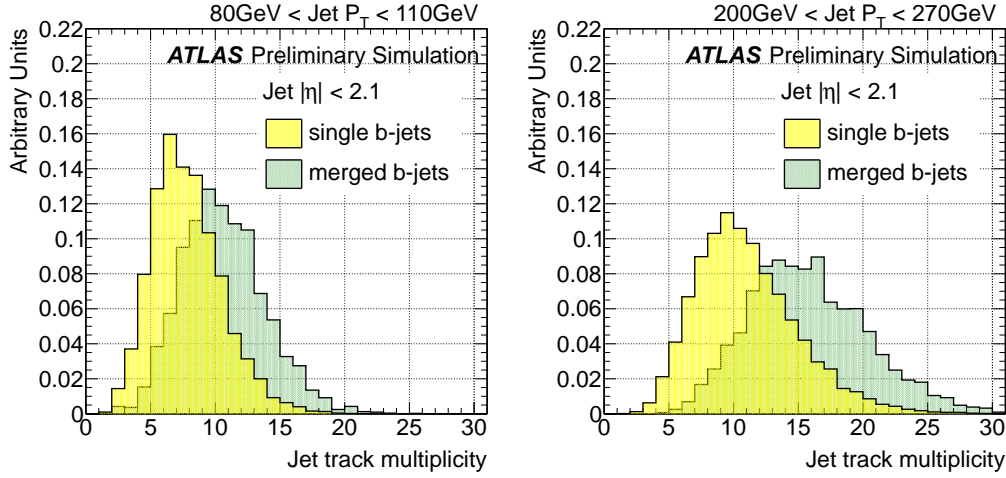 80GeV < Jet P_T < 110GeV
Arbitrary Units
0.22
0.2
0.18
0.16
0.14
0.12
0.1
0.08
0.06
0.04
0.02
0
ATLAS Preliminary Simulation
Jet |η| < 2.1
single b-jets
merged b-jets
0 5 10 15 20 25 30
Jet track multiplicity
200GeV < Jet P_T < 270GeV
Arbitrary Units
0.22
0.2
0.18
0.16
0.14
0.12
0.1
0.08
0.06
0.04
0.02
0
ATLAS Preliminary Simulation
Jet |η| < 2.1
single b-jets
merged b-jets
0 5 10 15 20 25 30
Jet track multiplicity